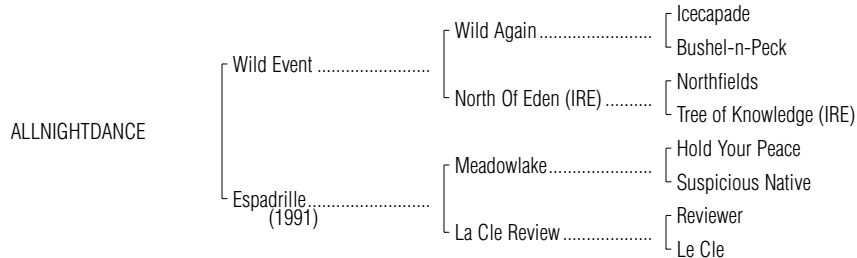 Icecapade
Wild Again
Bushel-n-Peck
Wild Event
Northfields
North Of Eden (IRE)
Tree of Knowledge (IRE)
ALLNIGHTDANCE
Hold Your Peace
Meadowlake
Suspicious Native
Espadrille
(1991)
Reviewer
La Cle Review
Le Cle